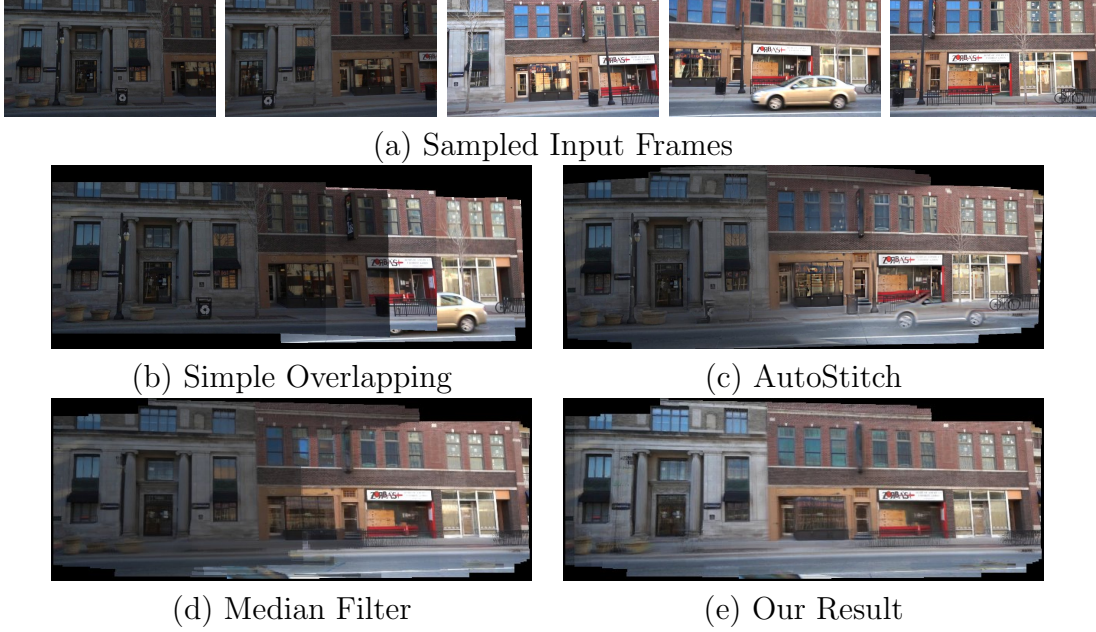 (a) Sampled Input Frames
(b) Simple Overlapping
(c) AutoStitch
(d) Median Filter
(e) Our Result